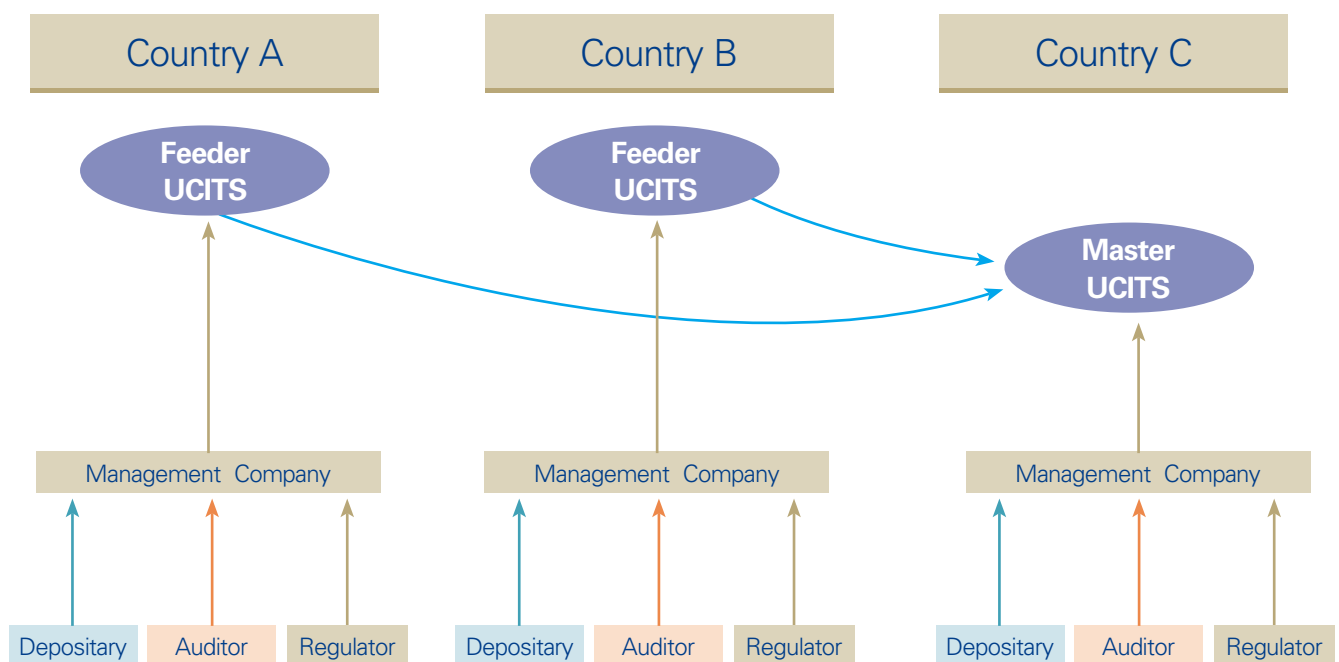 Country A
Country B
Country C
Feeder
UCITS
Feeder
UCITS
Master
UCITS
Management Company
Management Company
Management Company
Depositary
Auditor
Regulator
Depositary
Auditor
Regulator
Depositary
Auditor
Regulator